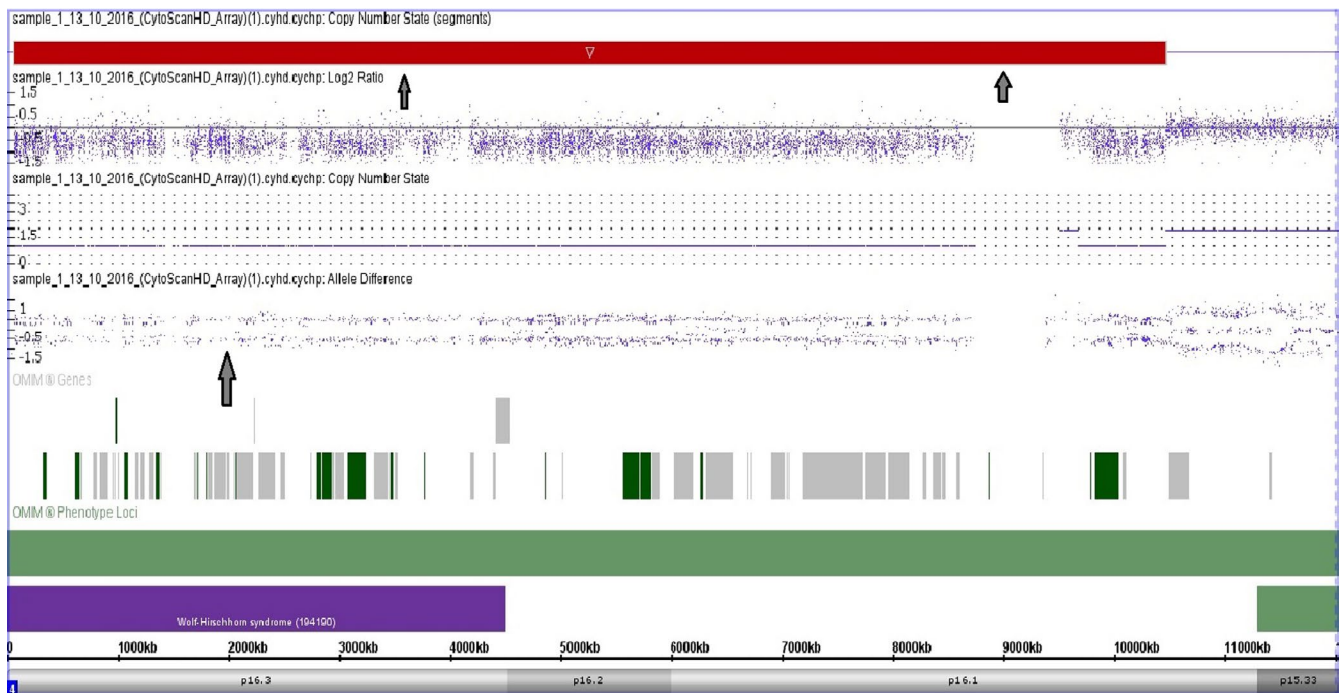 sample_1_13_10_2016_(CytoScanHD_Array)(1).cyhd.cychp: Copy Number State (segments)
sample_1_13_10_2016_(CytoScanHD_Array)(1).cyhd.cychp: Log2 Ratio
1.5
0.5
-0.5
-1.5
sample_1_13_10_2016_(CytoScanHD_Array)(1).cyhd.cychp: Copy Number State
3
1.5
0
sample_1_13_10_2016_(CytoScanHD_Array)(1).cyhd.cychp: Allele Difference
1
-0.5
-1.5
OMIM ® Genes
OMIM ® Phenotype Loci
Wolf-Hirschhorn syndrome (194190)
0 1000kb 2000kb 3000kb 4000kb 5000kb 6000kb 7000kb 8000kb 9000kb 10000kb 11000kb
4 p16.3 p16.2 p16.1 p15.33